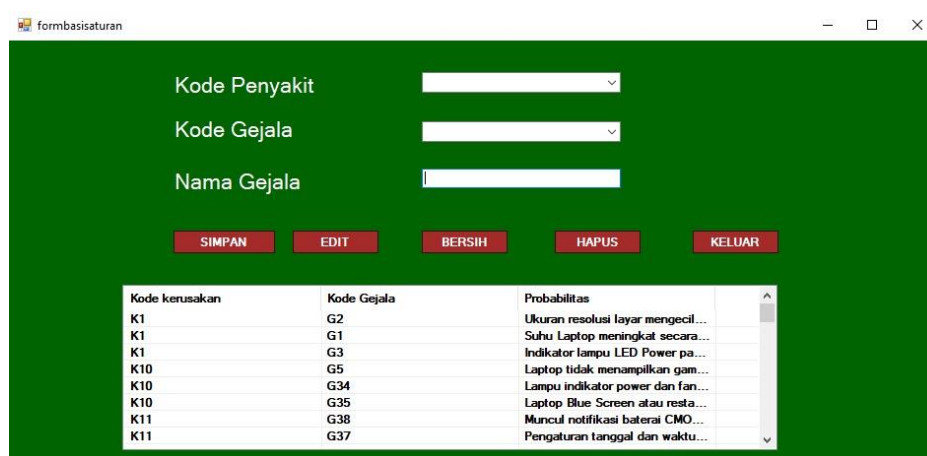 formbasisaturan
Kode Penyakit
Kode Gejala
Nama Gejala
SIMPAN EDIT BERSIH HAPUS KELUAR
Kode kerusakan Kode Gejala Probabilitas
K1 G2 Ukuran resolusi layar mengecil...
K1 G1 Suhu Laptop meningkat secara...
K1 G3 Indikator lampu LED Power pa...
K10 G5 Laptop tidak menampilkan gam...
K10 G34 Lampu indikator power dan fan...
K10 G35 Laptop Blue Screen atau resta...
K11 G38 Muncul notifikasi baterai CMO...
K11 G37 Pengaturan tanggal dan waktu...